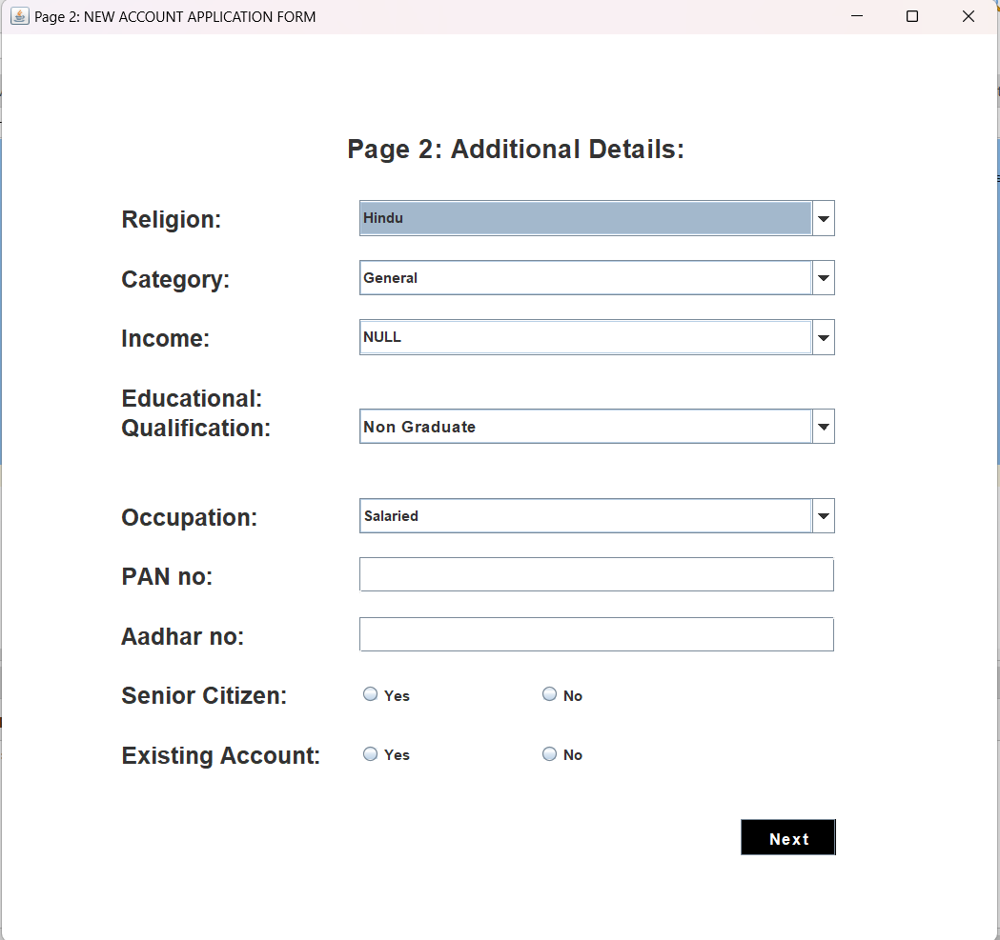 Page 2: NEW ACCOUNT APPLICATION FORM
Page 2: Additional Details:
Religion: Hindu
Category: General
Income: NULL
Educational:
Qualification: Non Graduate
Occupation: Salaried
PAN no:
Aadhar no:
Senior Citizen: Yes No
Existing Account: Yes No
Next